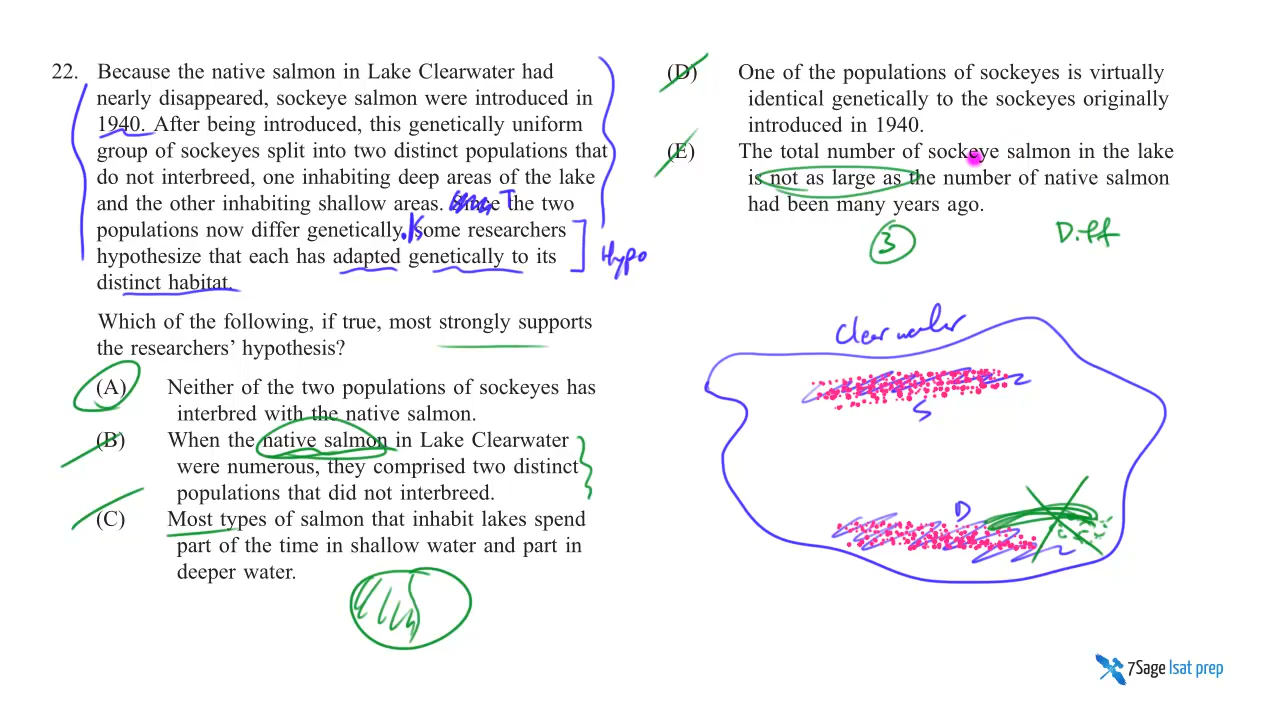 22. Because the native salmon in Lake Clearwater had
nearly disappeared, sockeye salmon were introduced in
1940. After being introduced, this genetically uniform
group of sockeyes split into two distinct populations that
do not interbreed, one inhabiting deep areas of the lake
and the other inhabiting shallow areas. Since the two
populations now differ genetically, some researchers
hypothesize that each has adapted genetically to its
distinct habitat.
Hypo
Which of the following, if true, most strongly supports
the researchers' hypothesis?
(A) Neither of the two populations of sockeyes has
interbred with the native salmon.
(B) When the native salmon in Lake Clearwater
were numerous, they comprised two distinct
populations that did not interbreed.
(C) Most types of salmon that inhabit lakes spend
part of the time in shallow water and part in
deeper water.
(D) One of the populations of sockeyes is virtually
identical genetically to the sockeyes originally
introduced in 1940.
(E) The total number of sockeye salmon in the lake
is not as large as the number of native salmon
had been many years ago.
3
Diff
Clearwater
S
D
7Sage lsat prep